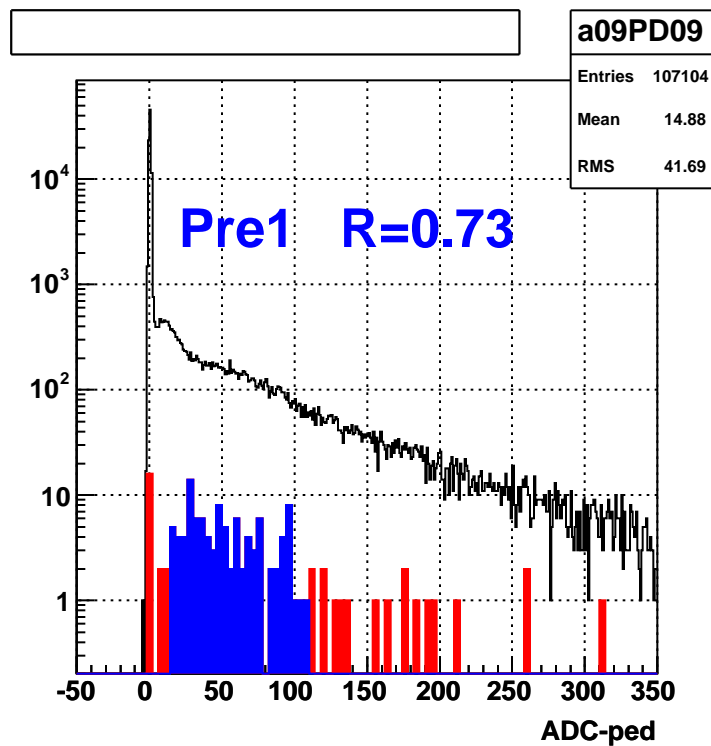 a09PD09
Entries 107104
Mean 14.88
RMS 41.69
Pre1 R=0.73
10^4
10^3
10^2
10
1
-50 0 50 100 150 200 250 300 350
ADC-ped